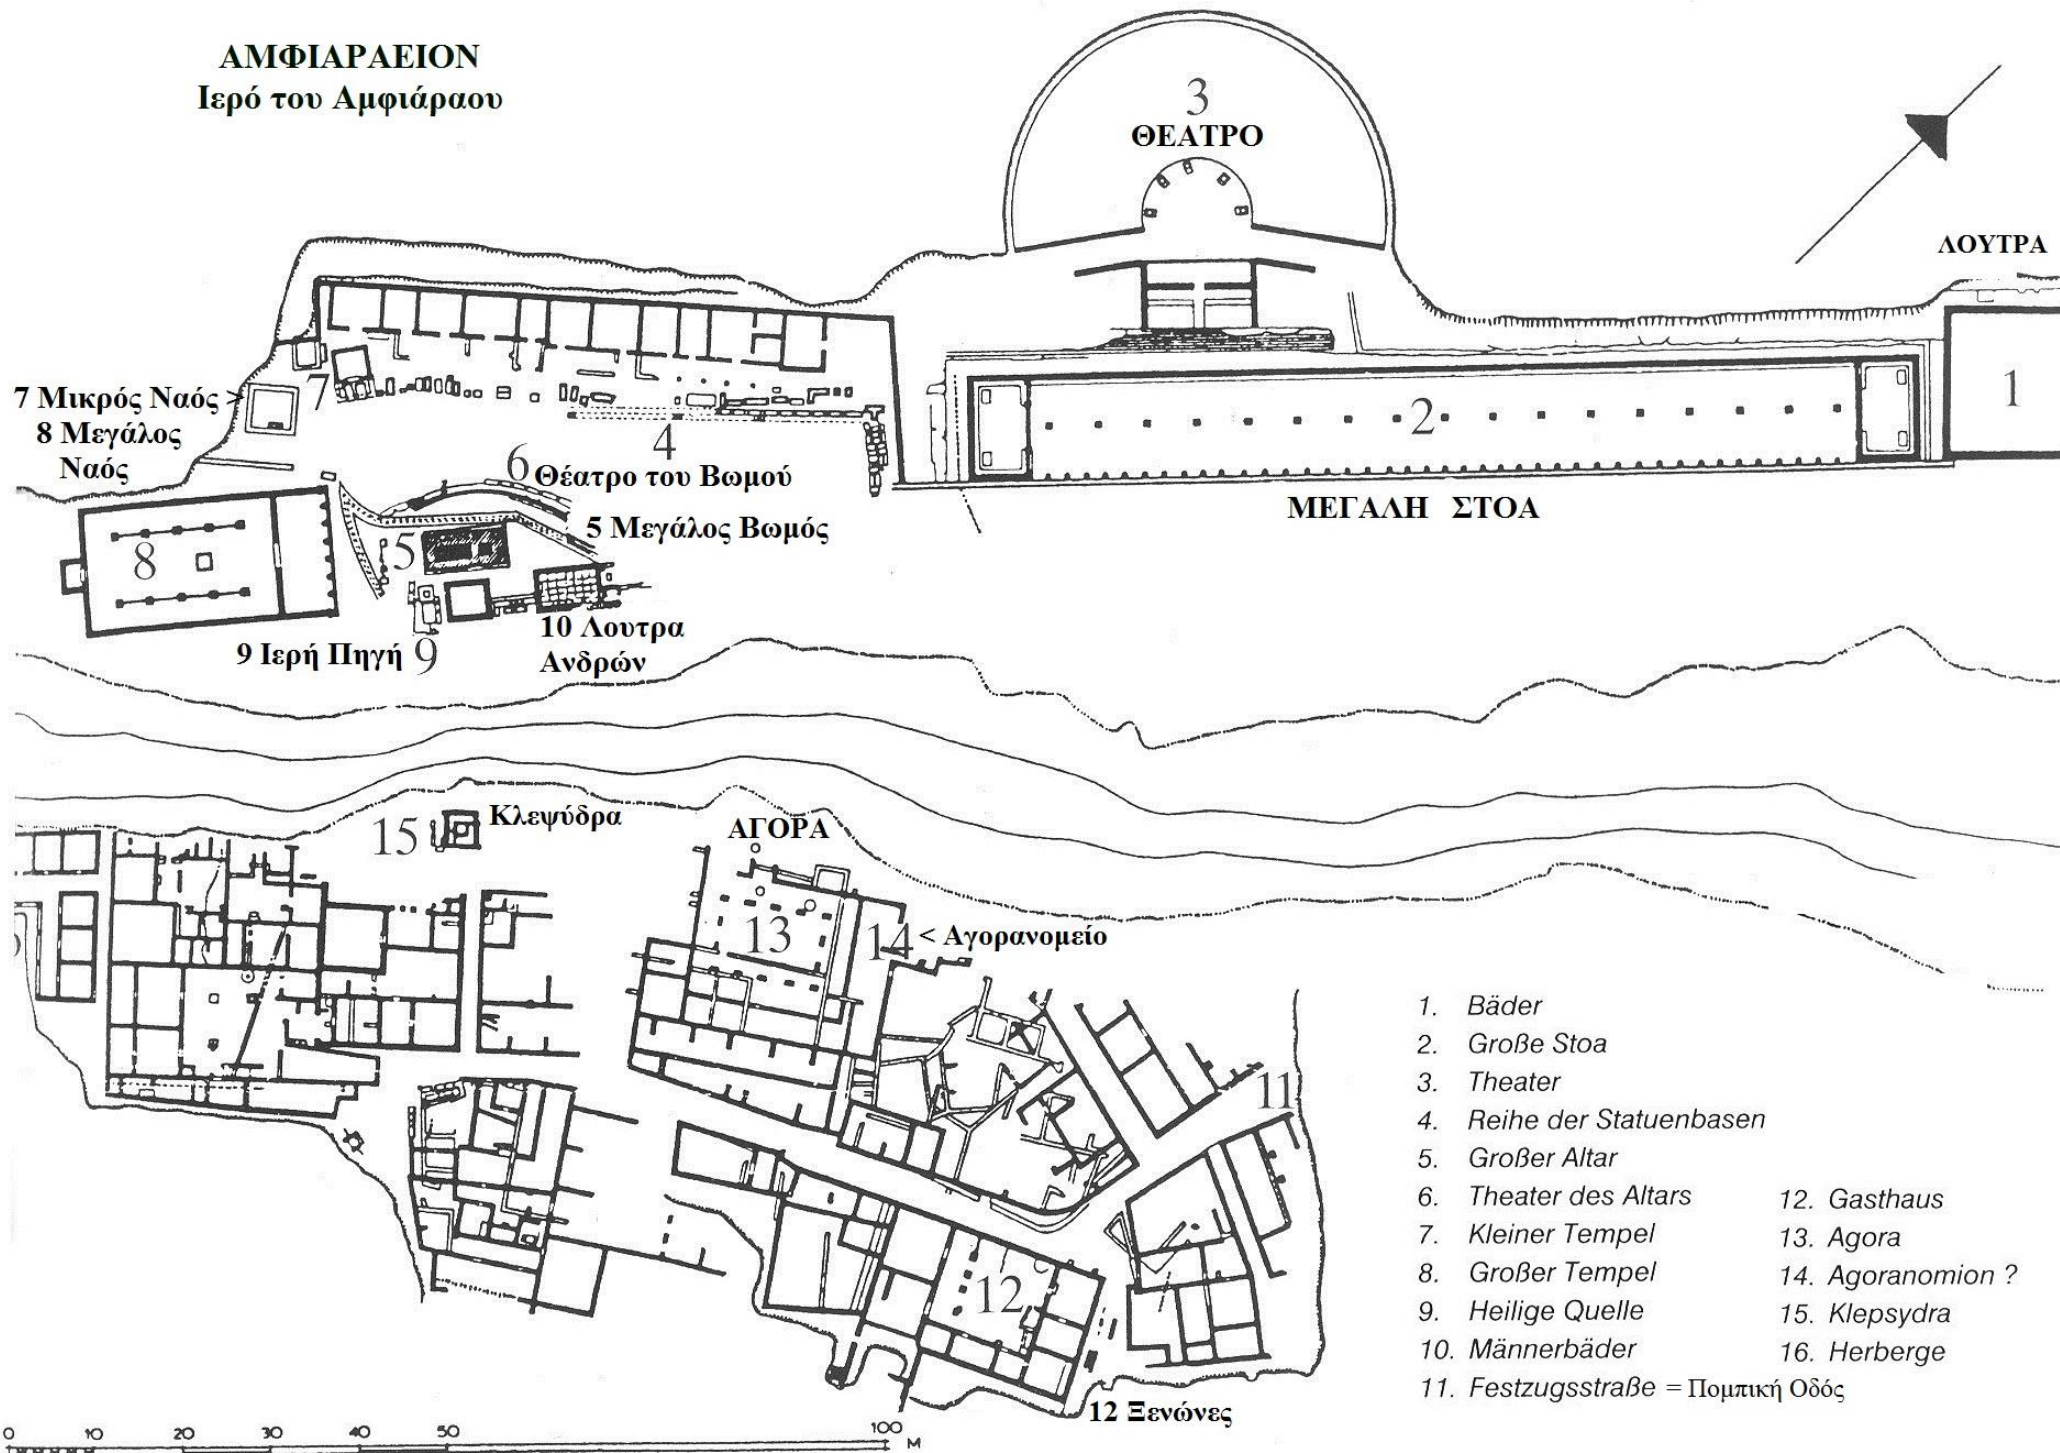 ΑΜΦΙΑΡΑΕΙΟΝ
Ιερό του Αμφιάραου
3
ΘΕΑΤΡΟ
ΛΟΥΤΡΑ
1
2
ΜΕΓΑΛΗ ΣΤΟΑ
7
7 Μικρός Ναός >
8 Μεγάλος
Ναός
4
6 Θέατρο του Βωμού
5 Μεγάλος Βωμός
5
8
9 Ιερή Πηγή 9
10 Λουτρα
Ανδρών
15 Κλεψύδρα
ΑΓΟΡΑ
13
14 < Αγορανομείο
11
12
12 Ξενώνες
1. Bäder
2. Große Stoa
3. Theater
4. Reihe der Statuenbasen
5. Großer Altar
6. Theater des Altars
7. Kleiner Tempel
8. Großer Tempel
9. Heilige Quelle
10. Männerbäder
11. Festzugsstraße = Πομπική Οδός
12. Gasthaus
13. Agora
14. Agoranomion ?
15. Klepsydra
16. Herberge
0 10 20 30 40 50 100 M